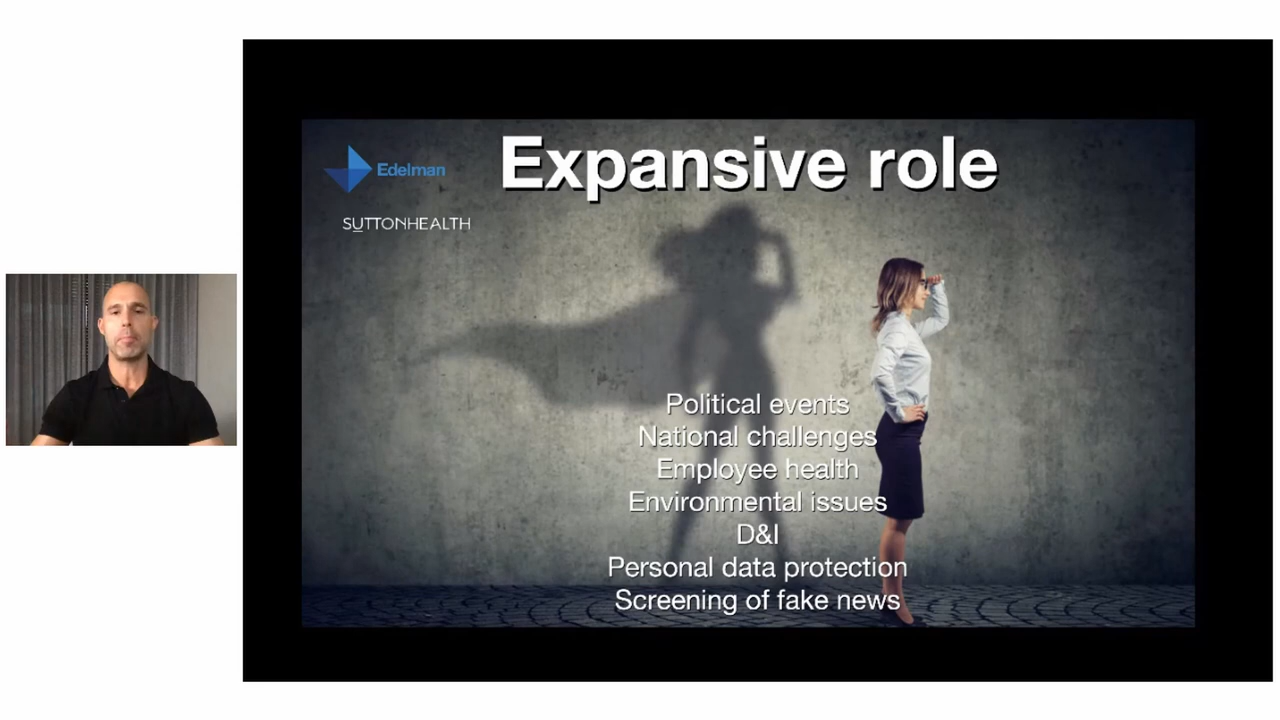 Expansive role
Edelman
SUTTONHEALTH
Political events
National challenges
Employee health
Environmental issues
D&I
Personal data protection
Screening of fake news